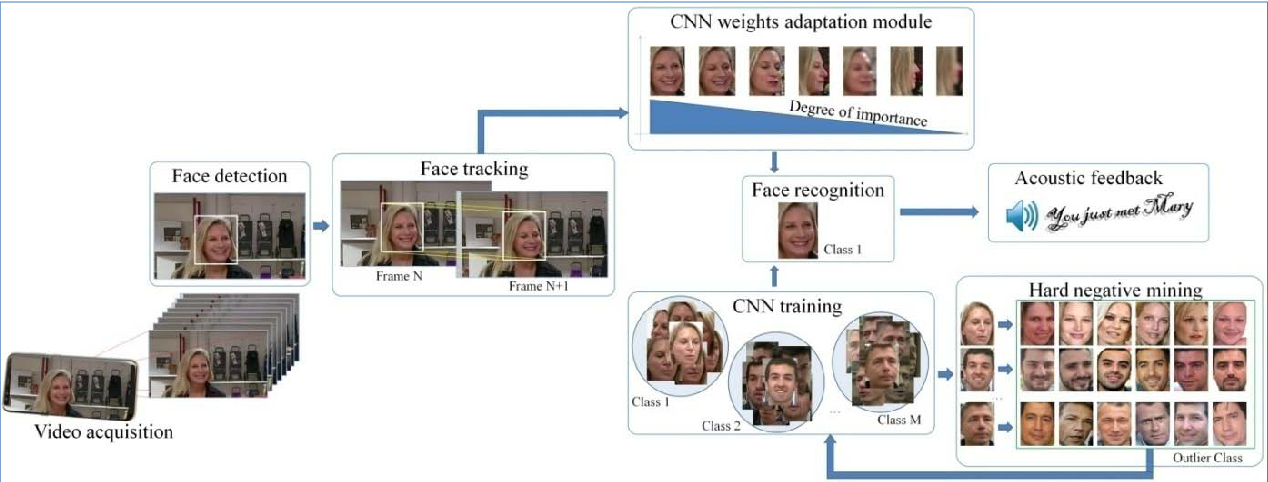 CNN weights adaptation module
Degree of importance
Face detection
Face tracking
Frame N
Frame N+1
Face recognition
Class 1
Acoustic feedback
You just met Mary
Video acquisition
CNN training
Class 1
Class 2
...
Class M
Hard negative mining
...
Outlier Class